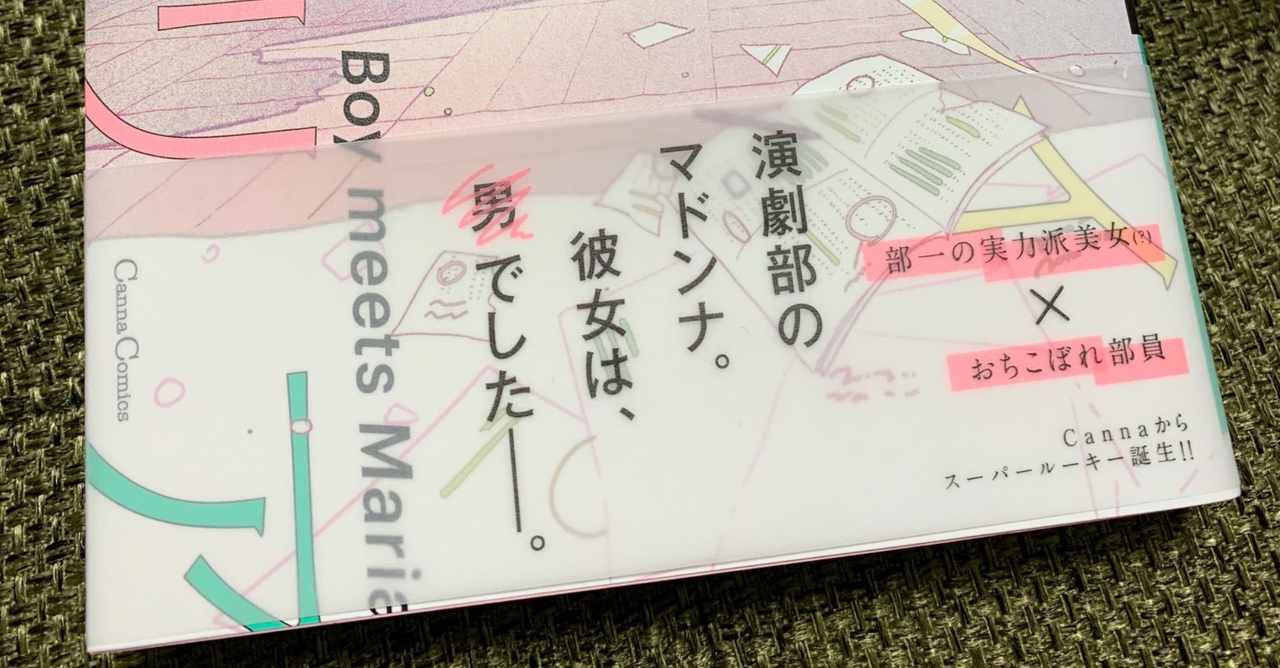 演劇部の
マドンナ。
彼女は、
男でした――。
部一の実力派美女(?)
×
おちこぼれ部員
Cannaから
スーパールーキー誕生!!
Boy meets Maria
Canna Comics